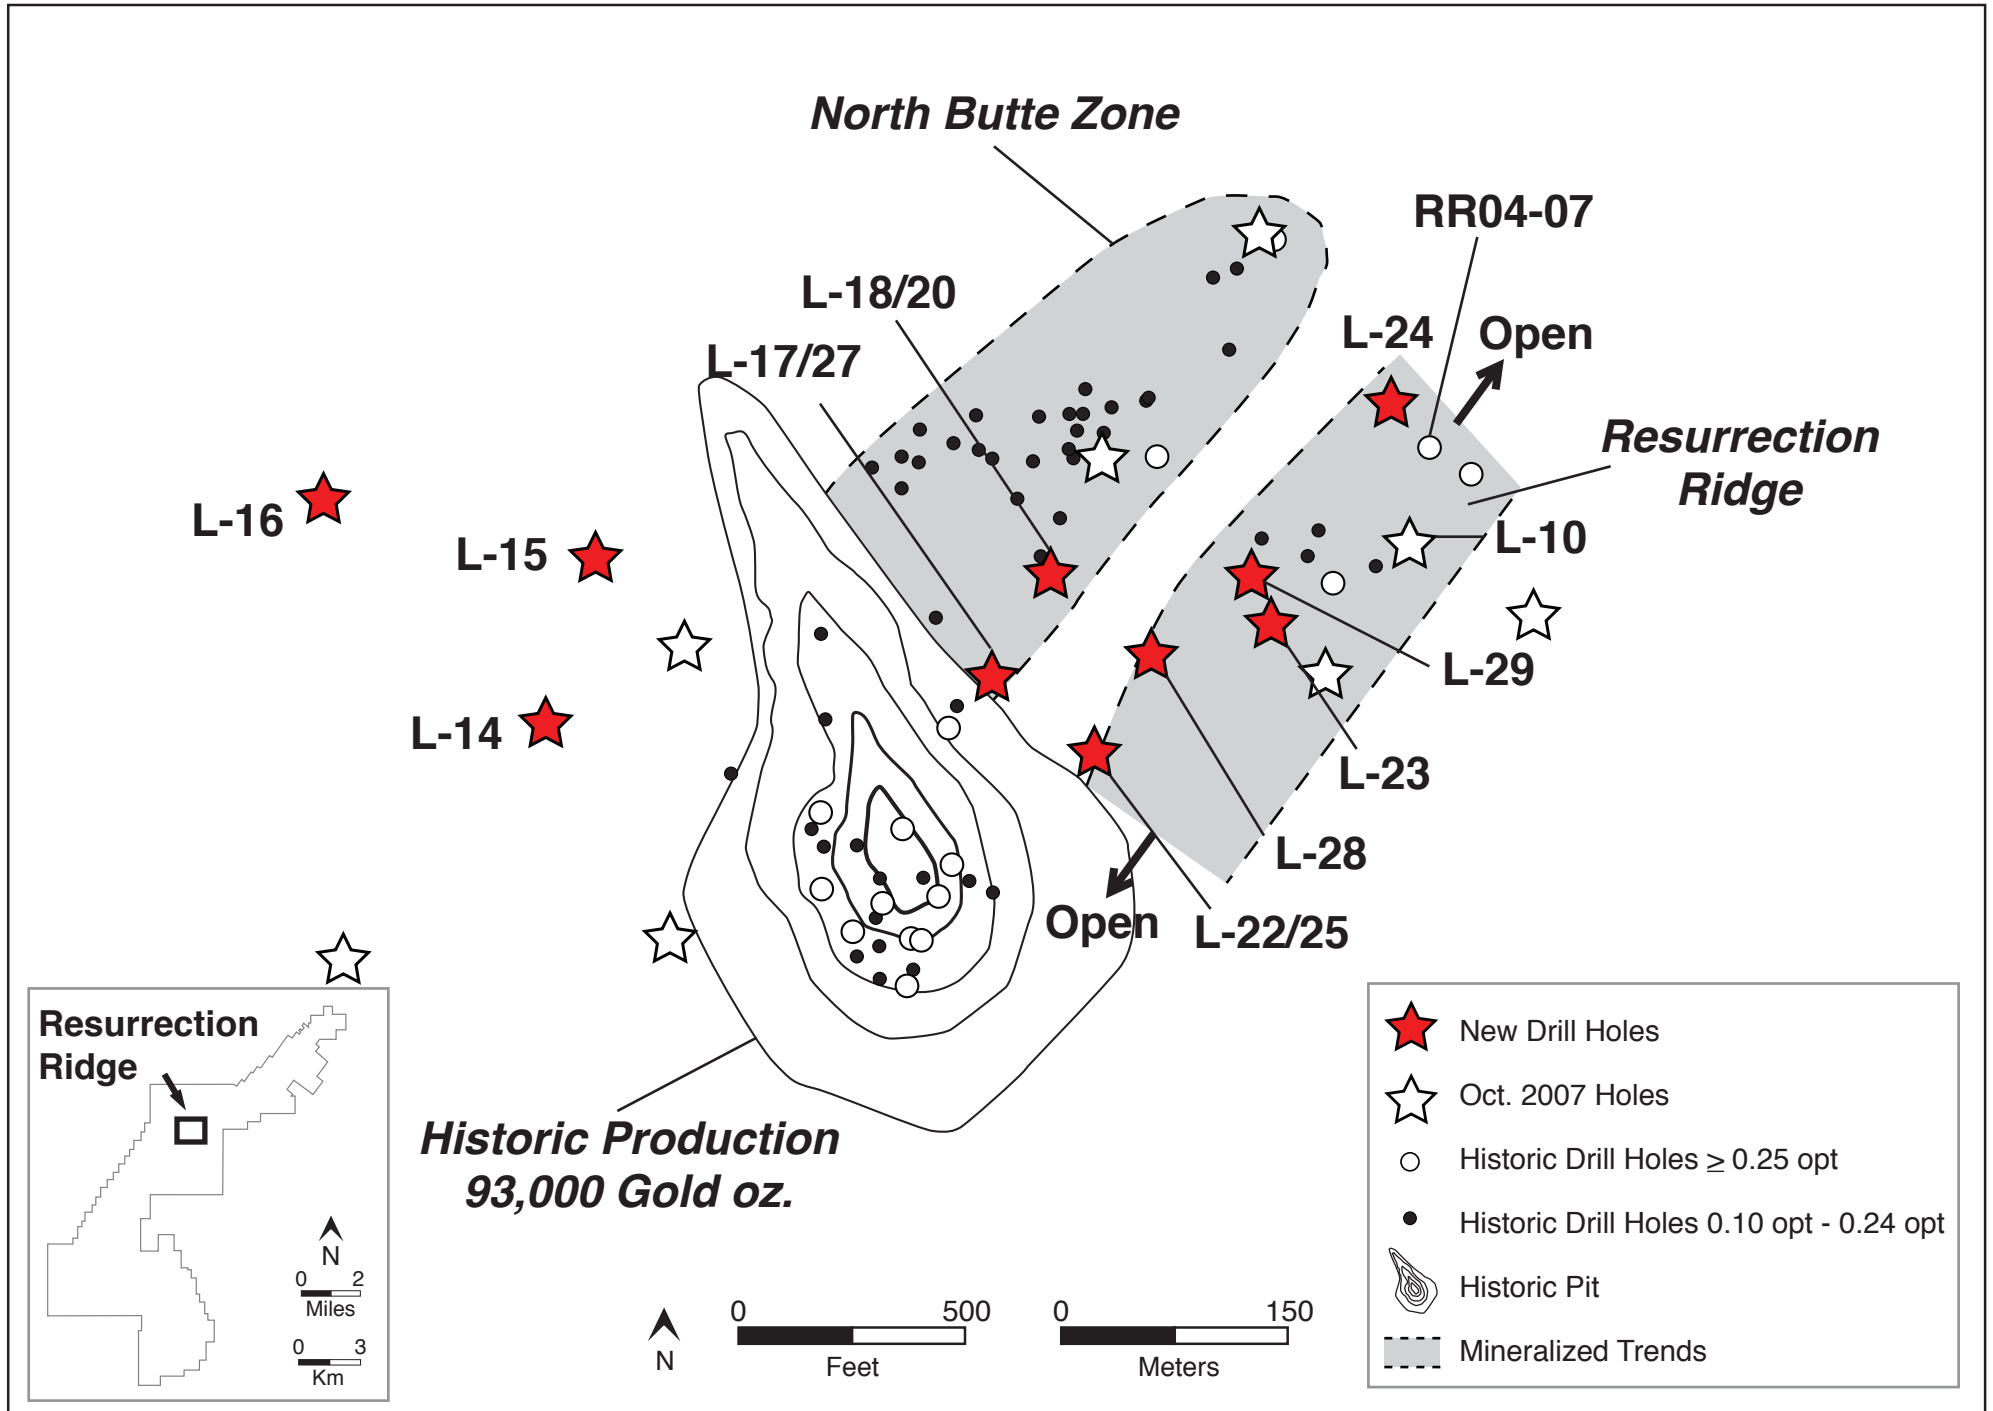 North Butte Zone
RR04-07
L-18/20
L-24
Open
L-17/27
Resurrection
Ridge
L-16
L-15
L-10
L-29
L-14
L-23
L-28
Open
L-22/25
Historic Production
93,000 Gold oz.
Resurrection
Ridge
N
0 2
Miles
0 3
Km
N
0 500
Feet
0 150
Meters
New Drill Holes
Oct. 2007 Holes
Historic Drill Holes ≥ 0.25 opt
Historic Drill Holes 0.10 opt - 0.24 opt
Historic Pit
Mineralized Trends